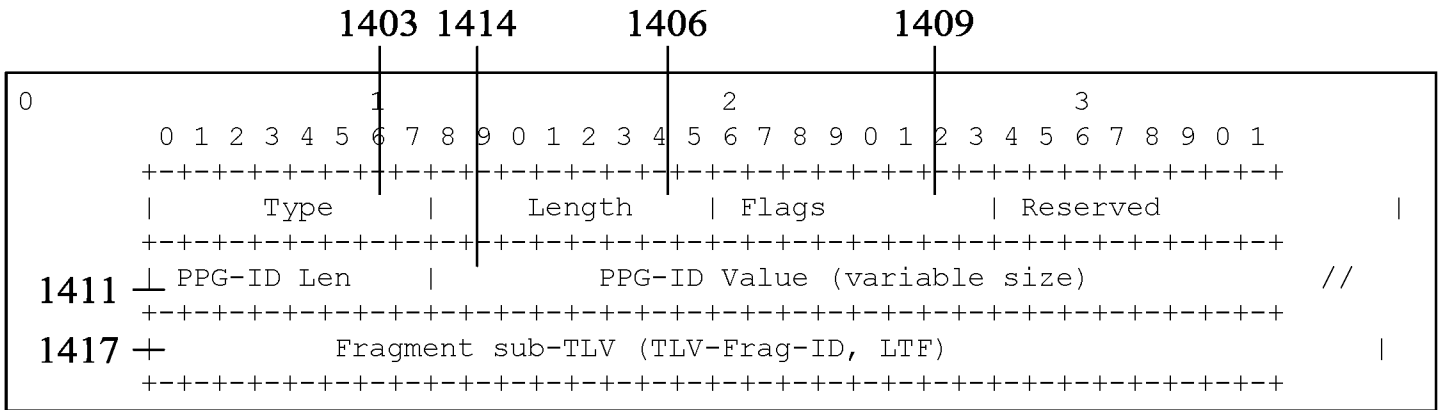 1403 1414 1406 1409
0 1 2 3
0 1 2 3 4 5 6 7 8 9 0 1 2 3 4 5 6 7 8 9 0 1 2 3 4 5 6 7 8 9 0 1
+-+-+-+-+-+-+-+-+-+-+-+-+-+-+-+-+-+-+-+-+-+-+-+-+-+-+-+-+-+-+-+-+
| Type | Length | Flags | Reserved |
+-+-+-+-+-+-+-+-+-+-+-+-+-+-+-+-+-+-+-+-+-+-+-+-+-+-+-+-+-+-+-+-+
1411 | PPG-ID Len | PPG-ID Value (variable size) //
+-+-+-+-+-+-+-+-+-+-+-+-+-+-+-+-+-+-+-+-+-+-+-+-+-+-+-+-+-+-+-+-+
1417 | Fragment sub-TLV (TLV-Frag-ID, LTF) |
+-+-+-+-+-+-+-+-+-+-+-+-+-+-+-+-+-+-+-+-+-+-+-+-+-+-+-+-+-+-+-+-+